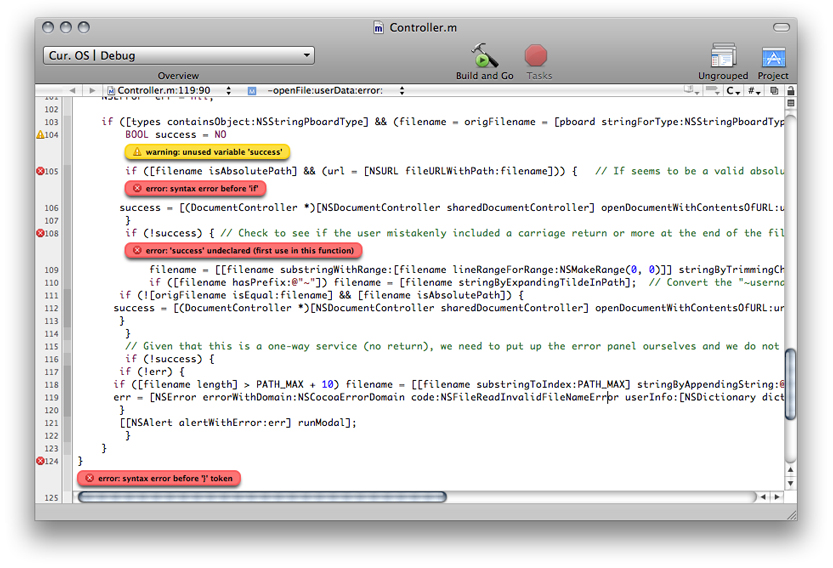 Controller.m
Cur. OS | Debug
Overview
Build and Go
Tasks
Ungrouped
Project
Controller.m:119:90
-openFile:userData:error:
C
#
102
103 if ([types containsObject:NSStringPboardType] && (filename = origFilename = [pboard stringForType:NSStringPboardTyp
104 BOOL success = NO
warning: unused variable 'success'
105 if ([filename isAbsolutePath] && (url = [NSURL fileURLWithPath:filename])) { // If seems to be a valid absolu
error: syntax error before 'if'
106 success = [(DocumentController *)[NSDocumentController sharedDocumentController] openDocumentWithContentsOfURL:u
107 }
108 if (!success) { // Check to see if the user mistakenly included a carriage return or more at the end of the fil
error: 'success' undeclared (first use in this function)
109 filename = [[filename substringWithRange:[filename lineRangeForRange:NSMakeRange(0, 0)]] stringByTrimmingCh
110 if ([filename hasPrefix:@"~"]) filename = [filename stringByExpandingTildeInPath]; // Convert the "~userna
111 if (![origFilename isEqual:filename] && [filename isAbsolutePath]) {
112 success = [(DocumentController *)[NSDocumentController sharedDocumentController] openDocumentWithContentsOfURL:ur
113 }
114 }
115 // Given that this is a one-way service (no return), we need to put up the error panel ourselves and we do not
116 if (!success) {
117 if (!err) {
118 if ([filename length] > PATH_MAX + 10) filename = [[filename substringToIndex:PATH_MAX] stringByAppendingString:@
119 err = [NSError errorWithDomain:NSCocoaErrorDomain code:NSFileReadInvalidFileNameError userInfo:[NSDictionary dict
120 }
121 [[NSAlert alertWithError:err] runModal];
122 }
123 }
124 }
error: syntax error before '}' token
125